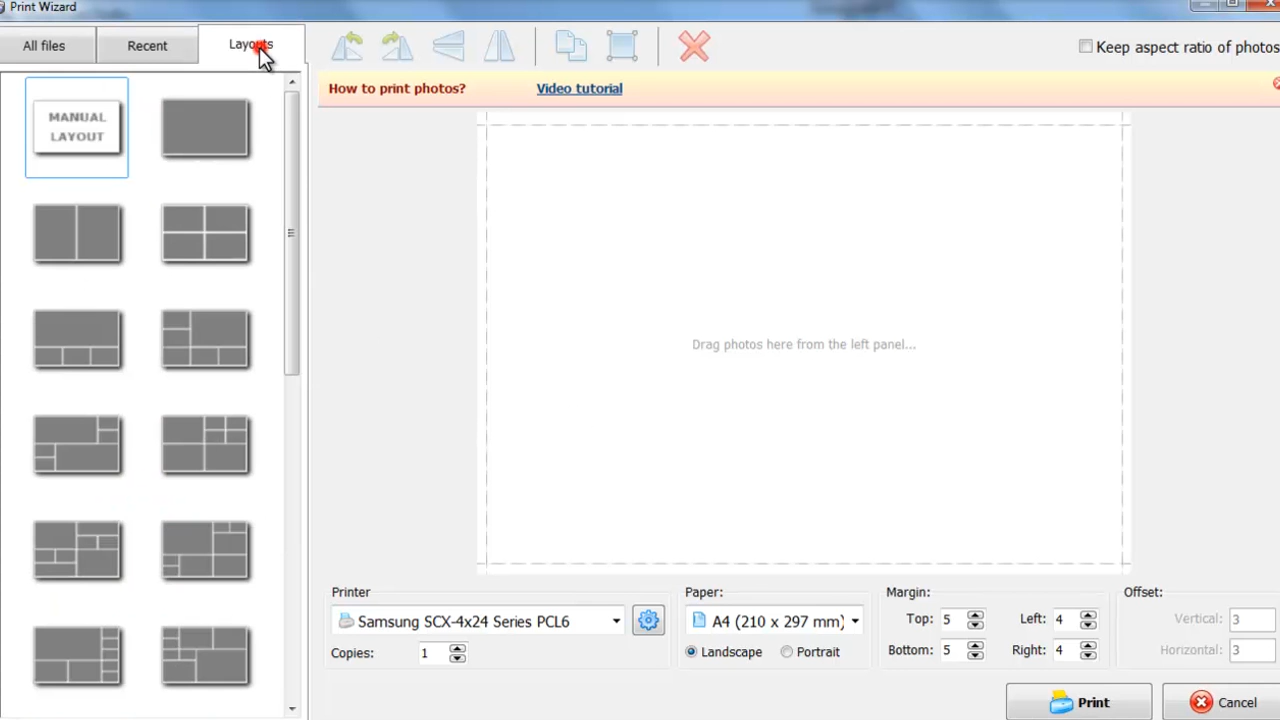 Print Wizard
All files
Recent
Layouts
Keep aspect ratio of photos
How to print photos?
Video tutorial
MANUAL
LAYOUT
Drag photos here from the left panel...
Printer
Paper:
Margin:
Offset:
Samsung SCX-4x24 Series PCL6
A4 (210 x 297 mm)
Top: 5
Left: 4
Vertical: 3
Copies: 1
Landscape
Portrait
Bottom: 5
Right: 4
Horizontal: 3
Print
Cancel